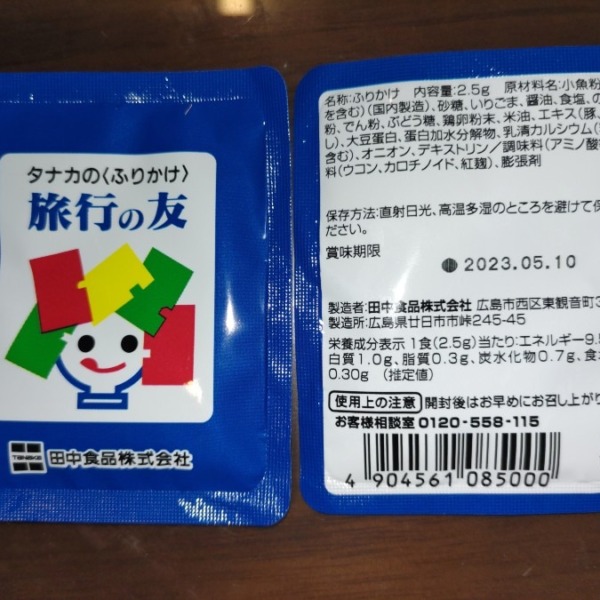 タナカの〈ふりかけ〉
旅行の友
TANAKA
田中食品株式会社
名称:ふりかけ 内容量:2.5g 原材料名:小魚粉
を含む)(国内製造)、砂糖、いりごま、醤油、食塩、の
粉、でん粉、ぶどう糖、鶏卵粉末、米油、エキス(豚、
し)、大豆蛋白、蛋白加水分解物、乳清カルシウム(
含む)、オニオン、デキストリン/調味料(アミノ酸
料(ウコン、カロチノイド、紅麹)、膨張剤
保存方法:直射日光、高温多湿のところを避けて保
ださい。
賞味期限
2023.05.10
製造者:田中食品株式会社 広島市西区東観音町3
製造所:広島県廿日市市峠245-45
栄養成分表示 1食(2.5g)当たり:エネルギー9.
白質1.0g、脂質0.3g、炭水化物0.7g、食
0.30g (推定値)
使用上の注意 開封後はお早めにお召し上がり
お客様相談室 0120-558-115
4 904561 085000